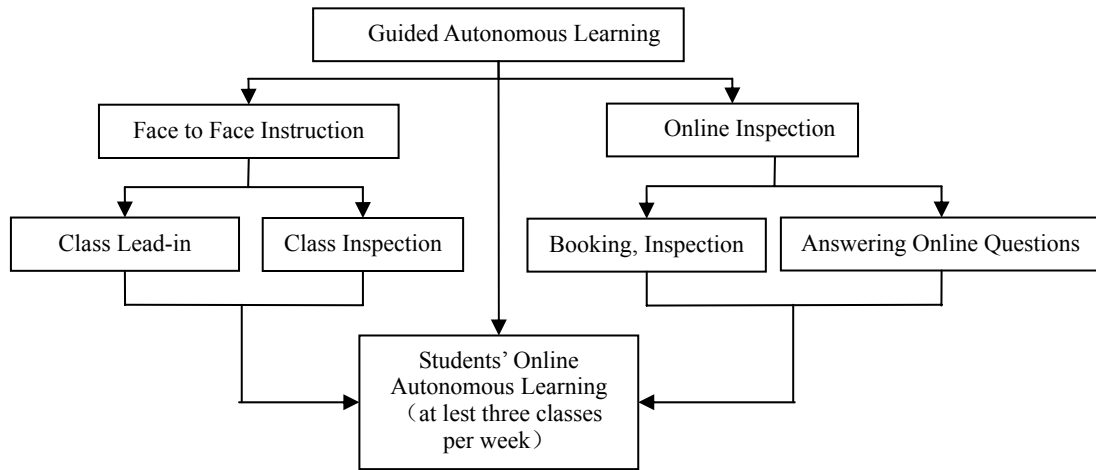 Guided Autonomous Learning
Face to Face Instruction
Online Inspection
Class Lead-in
Class Inspection
Booking, Inspection
Answering Online Questions
Students’ Online
Autonomous Learning
（at lest three classes
per week）